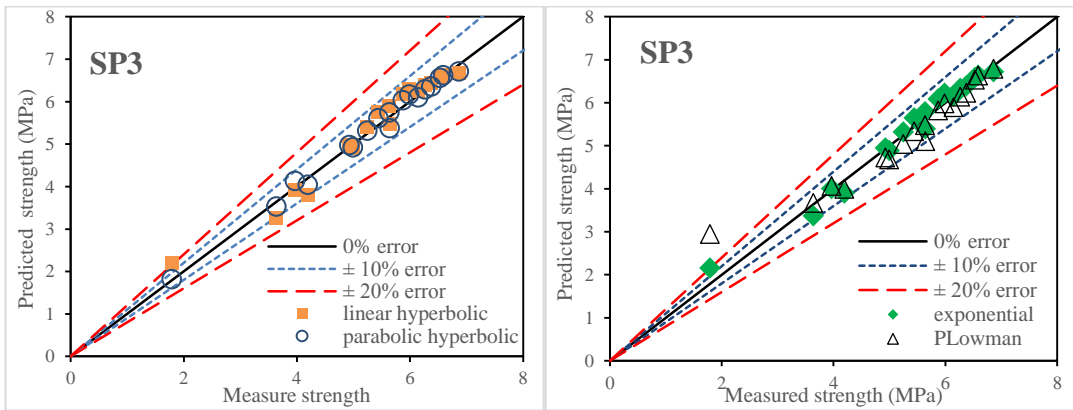 SP3
Predicted strength (MPa)
8
7
6
5
4
3
2
1
0
0% error
± 10% error
± 20% error
linear hyperbolic
parabolic hyperbolic
0 2 4 6 8
Measure strength
SP3
Predicted strength (MPa)
8
7
6
5
4
3
2
1
0
0% error
± 10% error
± 20% error
exponential
PLowman
0 2 4 6 8
Measured strength (MPa)